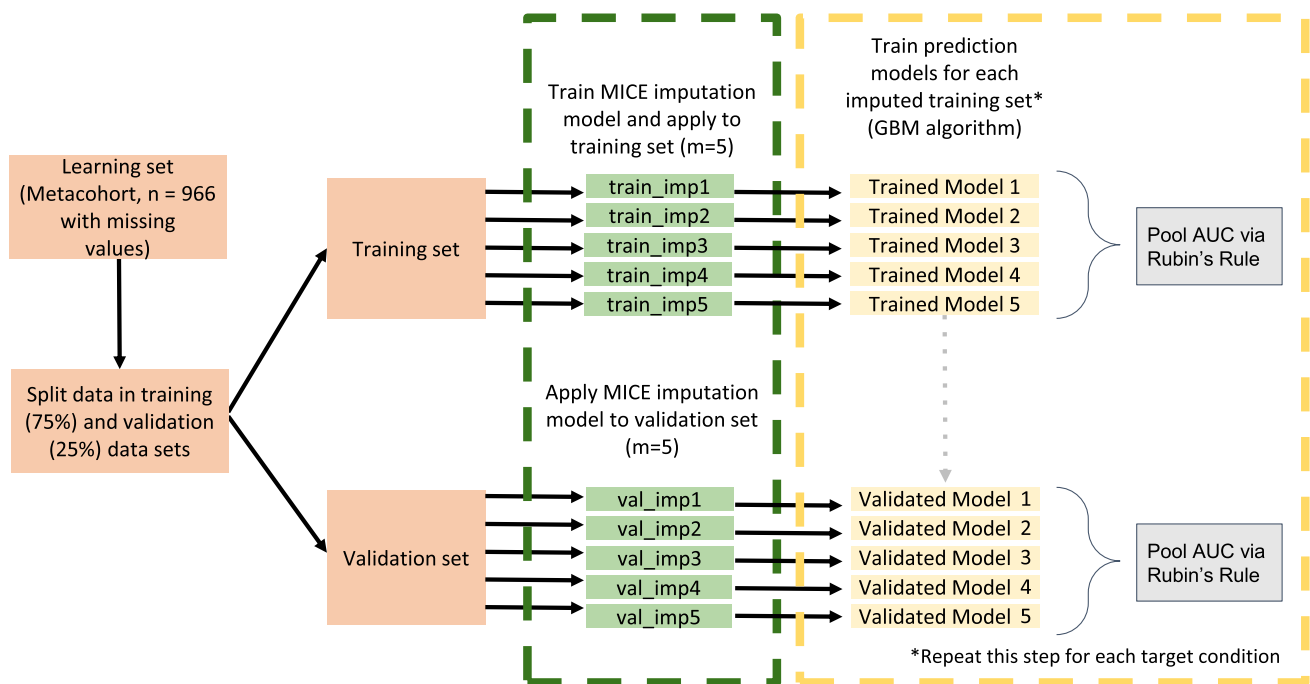 Learning set
(Metacohort, n = 966
with missing
values)
Split data in training
(75%) and validation
(25%) data sets
Training set
Validation set
Train MICE imputation
model and apply to
training set (m=5)
train_imp1
train_imp2
train_imp3
train_imp4
train_imp5
Apply MICE imputation
model to validation set
(m=5)
val_imp1
val_imp2
val_imp3
val_imp4
val_imp5
Train prediction
models for each
imputed training set*
(GBM algorithm)
Trained Model 1
Trained Model 2
Trained Model 3
Trained Model 4
Trained Model 5
Validated Model 1
Validated Model 2
Validated Model 3
Validated Model 4
Validated Model 5
Pool AUC via
Rubin's Rule
Pool AUC via
Rubin's Rule
*Repeat this step for each target condition